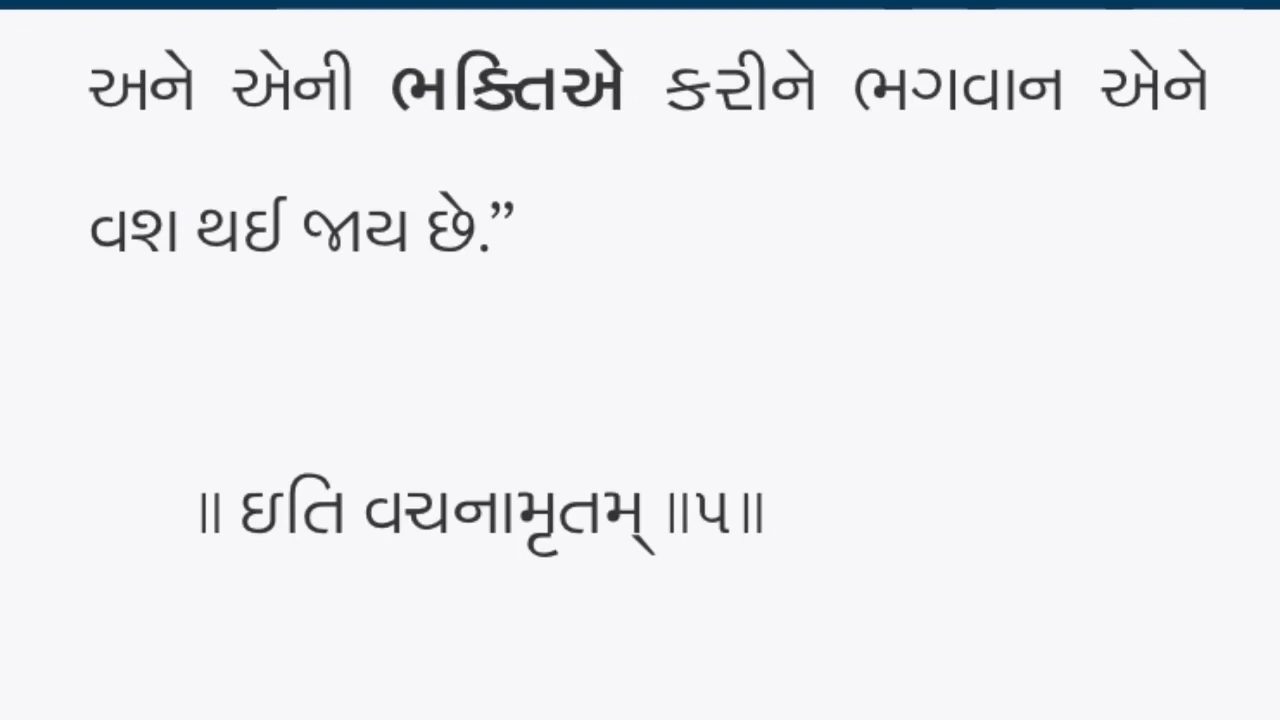 અને એની ભક્તિએ કરીને ભગવાન એને
વશ થઈ જાય છે.”
॥ ઇતિ વચનામૃતમ્ ॥૫॥